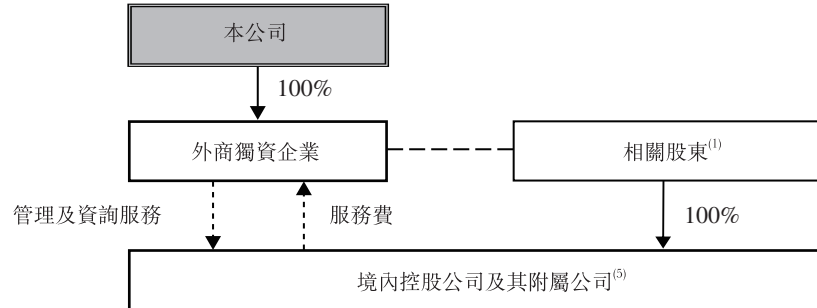 本公司
100%
外商獨資企業
相關股東(1)
管理及資詢服務
服務費
100%
境內控股公司及其附屬公司(5)